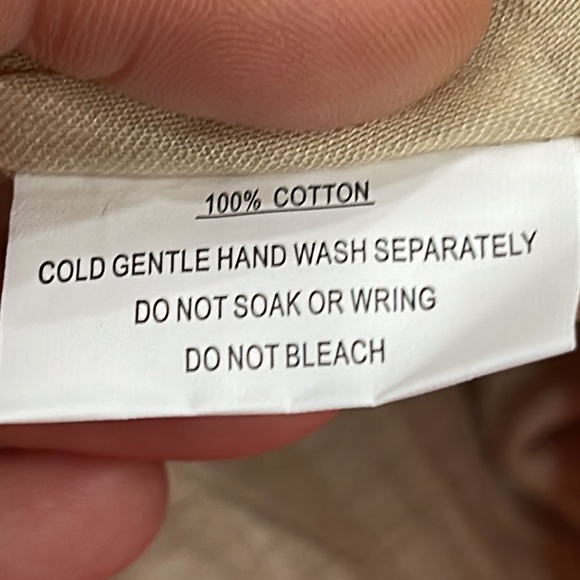 100% COTTON
COLD GENTLE HAND WASH SEPARATELY
DO NOT SOAK OR WRING
DO NOT BLEACH